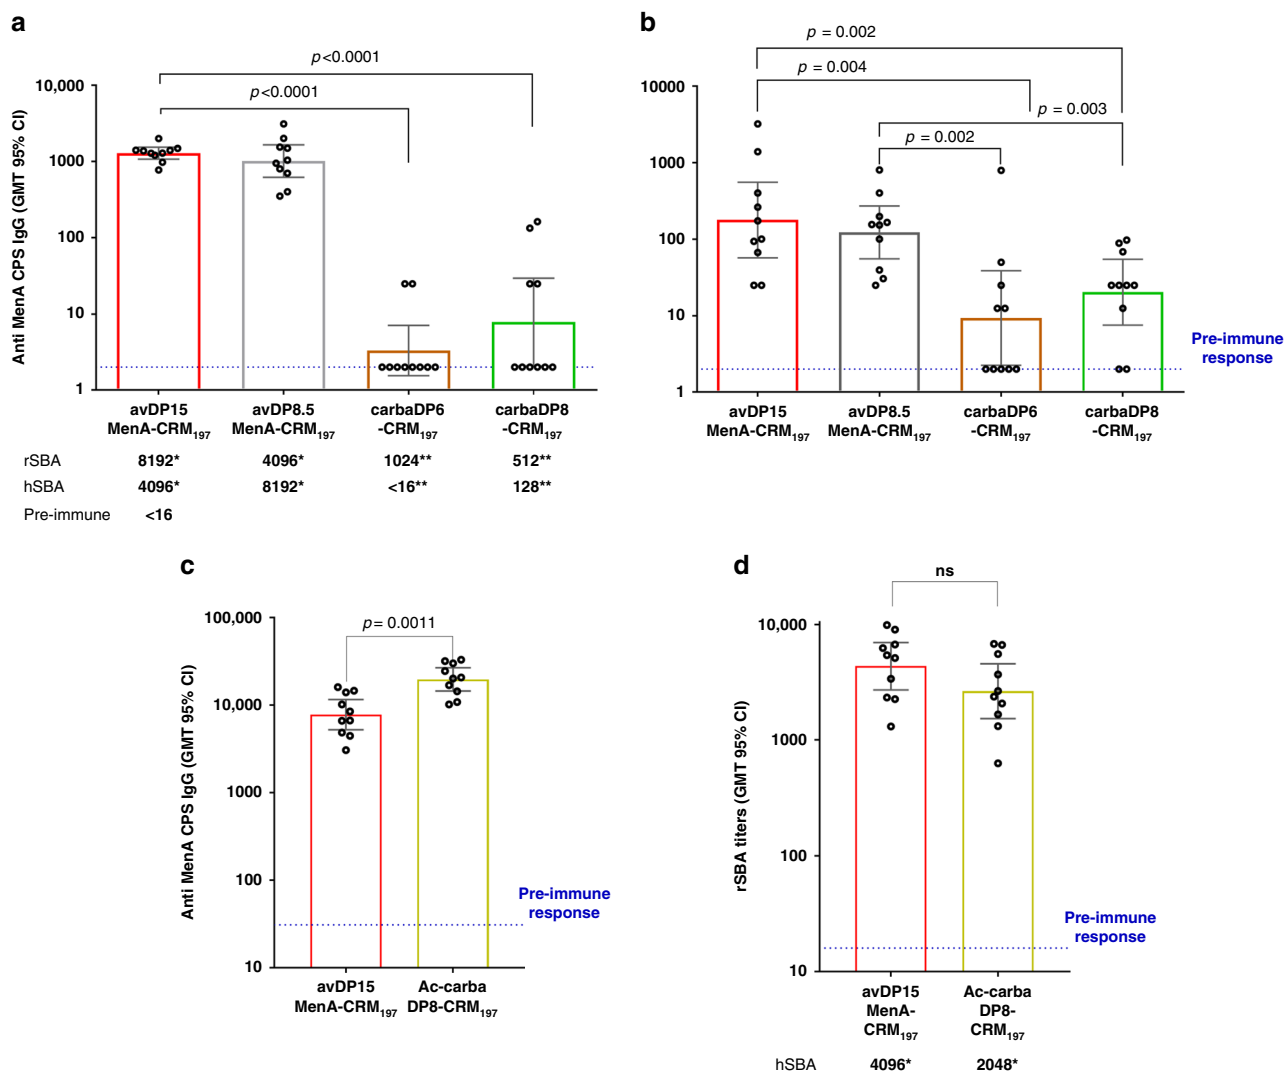 a
p<0.0001
p<0.0001
Anti MenA CPS IgG (GMT 95% CI)
10,000
1000
100
10
1
avDP15 MenA-CRM197
avDP8.5 MenA-CRM197
carbaDP6 -CRM197
carbaDP8 -CRM197
rSBA 8192* 4096* 1024** 512**
hSBA 4096* 8192* <16** 128**
Pre-immune <16
b
p = 0.002
p = 0.004
p = 0.003
p = 0.002
10000
1000
100
10
1
Pre-immune
response
avDP15 MenA-CRM197
avDP8.5 MenA-CRM197
carbaDP6 -CRM197
carbaDP8 -CRM197
c
p = 0.0011
Anti MenA CPS IgG (GMT 95% CI)
100,000
10,000
1000
100
10
Pre-immune
response
avDP15 MenA-CRM197
Ac-carba DP8-CRM197
d
ns
rSBA titers (GMT 95% CI)
10,000
1000
100
10
Pre-immune
response
avDP15 MenA- CRM197
Ac-carba DP8- CRM197
hSBA 4096* 2048*